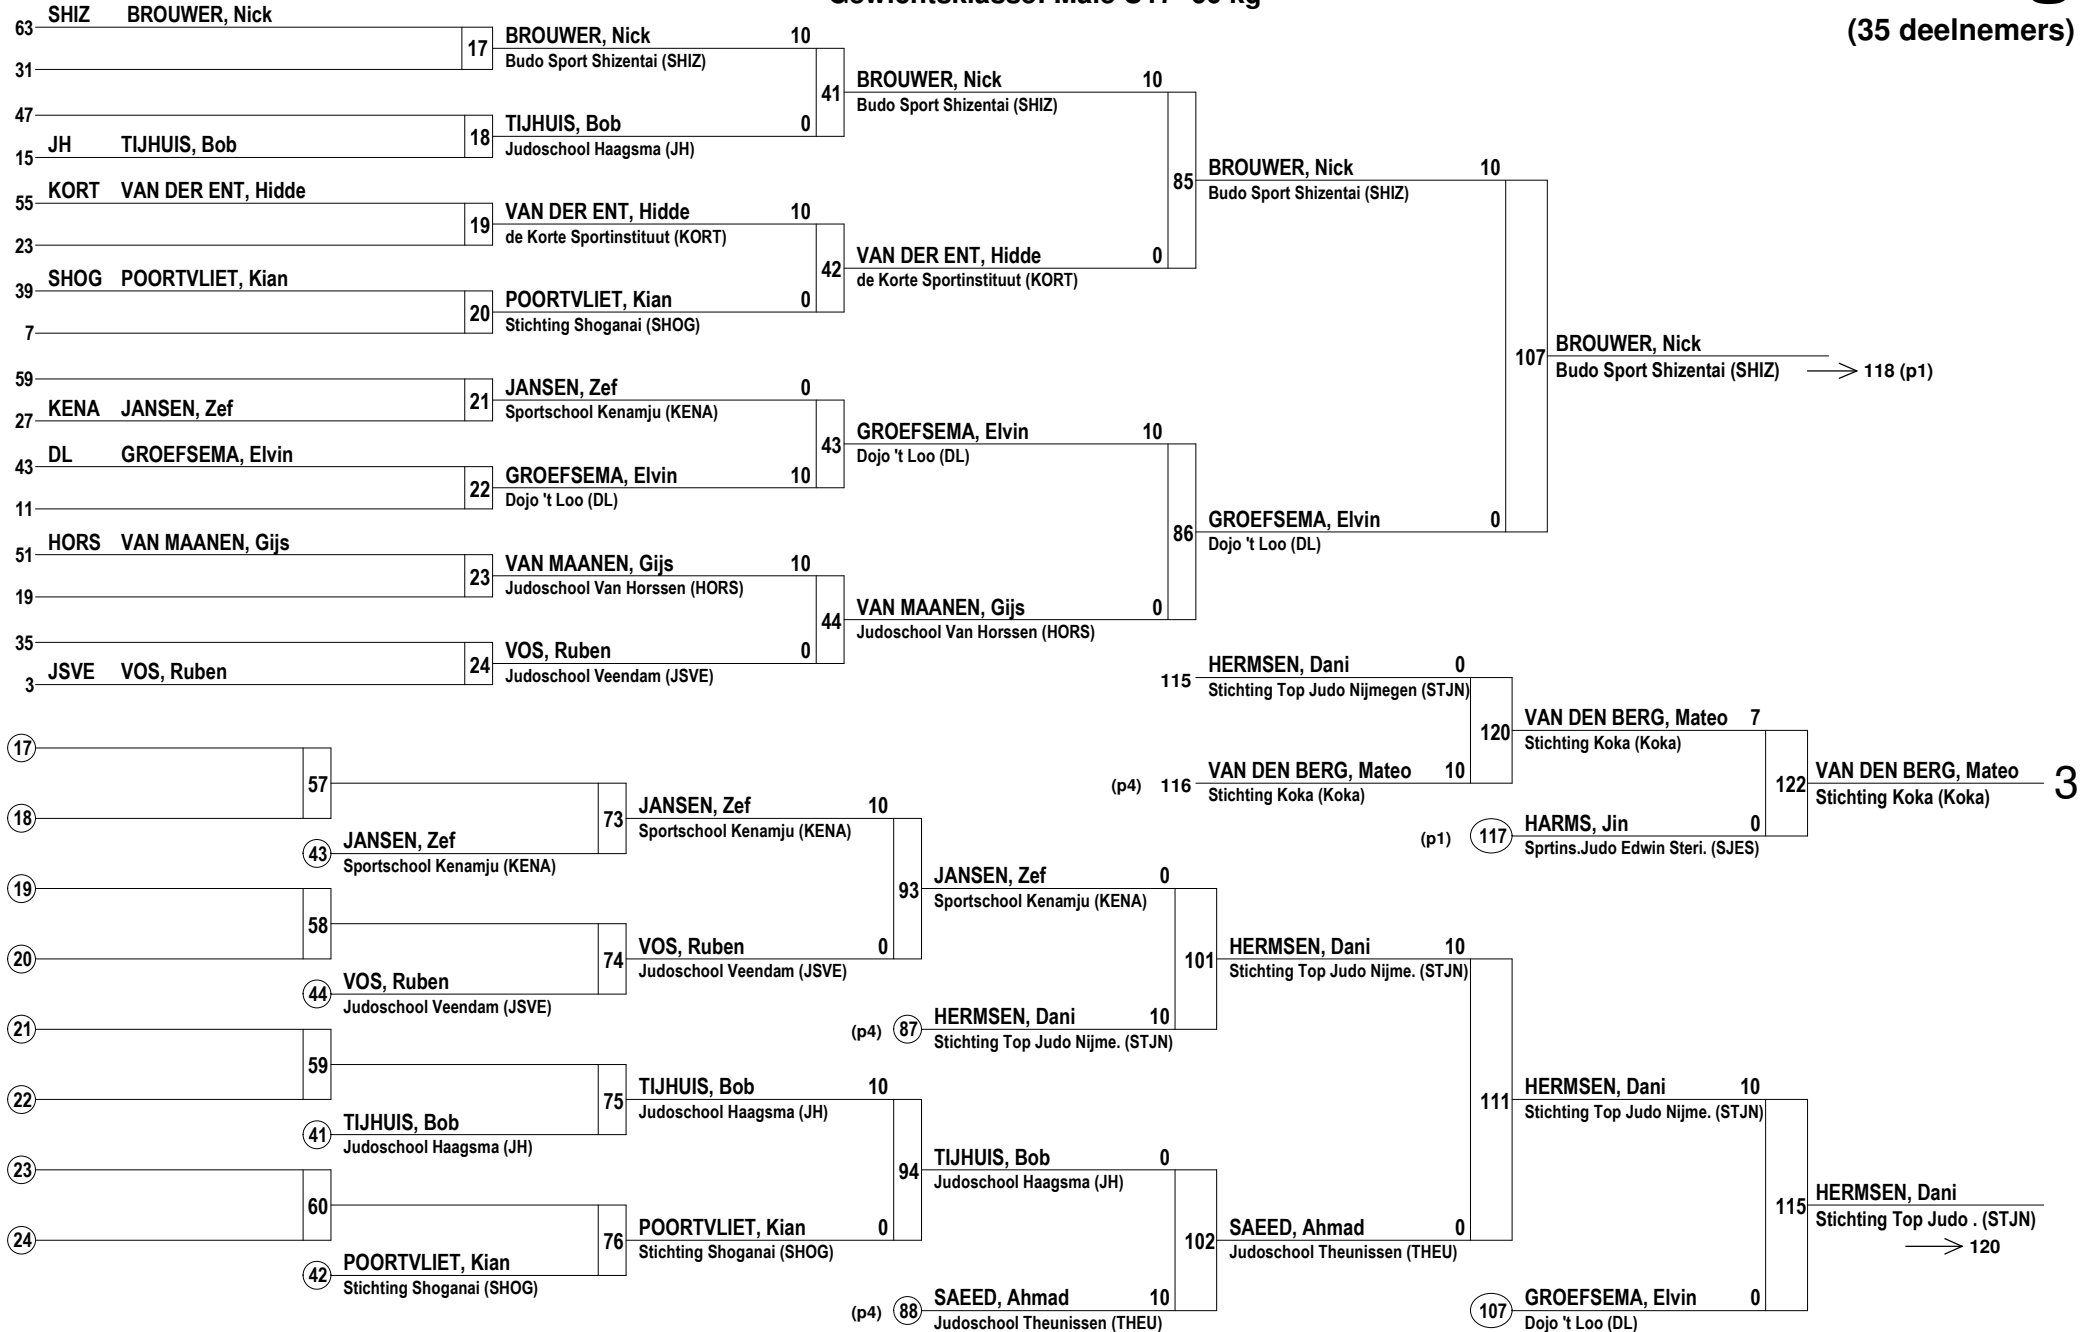 (35 deelnemers)
63 SHIZ BROUWER, Nick
31
17 BROUWER, Nick 10
Budo Sport Shizentai (SHIZ)
47
15 JH TIJHUIS, Bob
18 TIJHUIS, Bob 0
Judoschool Haagsma (JH)
41 BROUWER, Nick 10
Budo Sport Shizentai (SHIZ)
55 KORT VAN DER ENT, Hidde
23
19 VAN DER ENT, Hidde 10
de Korte Sportinstituut (KORT)
39 SHOG POORTVLIET, Kian
7
20 POORTVLIET, Kian 0
Stichting Shoganai (SHOG)
42 VAN DER ENT, Hidde 0
de Korte Sportinstituut (KORT)
85 BROUWER, Nick 10
Budo Sport Shizentai (SHIZ)
59
27 KENA JANSEN, Zef
21 JANSEN, Zef 0
Sportschool Kenamju (KENA)
43 DL GROEFSEMA, Elvin
11
22 GROEFSEMA, Elvin 10
Dojo 't Loo (DL)
43 GROEFSEMA, Elvin 10
Dojo 't Loo (DL)
51 HORS VAN MAANEN, Gijs
19
23 VAN MAANEN, Gijs 10
Judoschool Van Horssen (HORS)
35
3 JSVE VOS, Ruben
24 VOS, Ruben 0
Judoschool Veendam (JSVE)
44 VAN MAANEN, Gijs 0
Judoschool Van Horssen (HORS)
86 GROEFSEMA, Elvin 0
Dojo 't Loo (DL)
107 BROUWER, Nick
Budo Sport Shizentai (SHIZ) 118 (p1)
115 HERMSEN, Dani 0
Stichting Top Judo Nijmegen (STJN)
(p4) 116 VAN DEN BERG, Mateo 10
Stichting Koka (Koka)
120 VAN DEN BERG, Mateo 7
Stichting Koka (Koka)
(p1) 117 HARMS, Jin 0
Sprtins.Judo Edwin Steri. (SJES)
122 VAN DEN BERG, Mateo 3
Stichting Koka (Koka)
17
18
57
43 JANSEN, Zef
Sportschool Kenamju (KENA)
73 JANSEN, Zef 10
Sportschool Kenamju (KENA)
19
20
58
44 VOS, Ruben
Judoschool Veendam (JSVE)
74 VOS, Ruben 0
Judoschool Veendam (JSVE)
93 JANSEN, Zef 0
Sportschool Kenamju (KENA)
(p4) 87 HERMSEN, Dani 10
Stichting Top Judo Nijme. (STJN)
101 HERMSEN, Dani 10
Stichting Top Judo Nijme. (STJN)
21
22
59
41 TIJHUIS, Bob
Judoschool Haagsma (JH)
75 TIJHUIS, Bob 10
Judoschool Haagsma (JH)
23
24
60
42 POORTVLIET, Kian
Stichting Shoganai (SHOG)
76 POORTVLIET, Kian 0
Stichting Shoganai (SHOG)
94 TIJHUIS, Bob 0
Judoschool Haagsma (JH)
(p4) 88 SAEED, Ahmad 10
Judoschool Theunissen (THEU)
102 SAEED, Ahmad 0
Judoschool Theunissen (THEU)
111 HERMSEN, Dani 10
Stichting Top Judo Nijme. (STJN)
107 GROEFSEMA, Elvin 0
Dojo 't Loo (DL)
115 HERMSEN, Dani
Stichting Top Judo . (STJN)
120